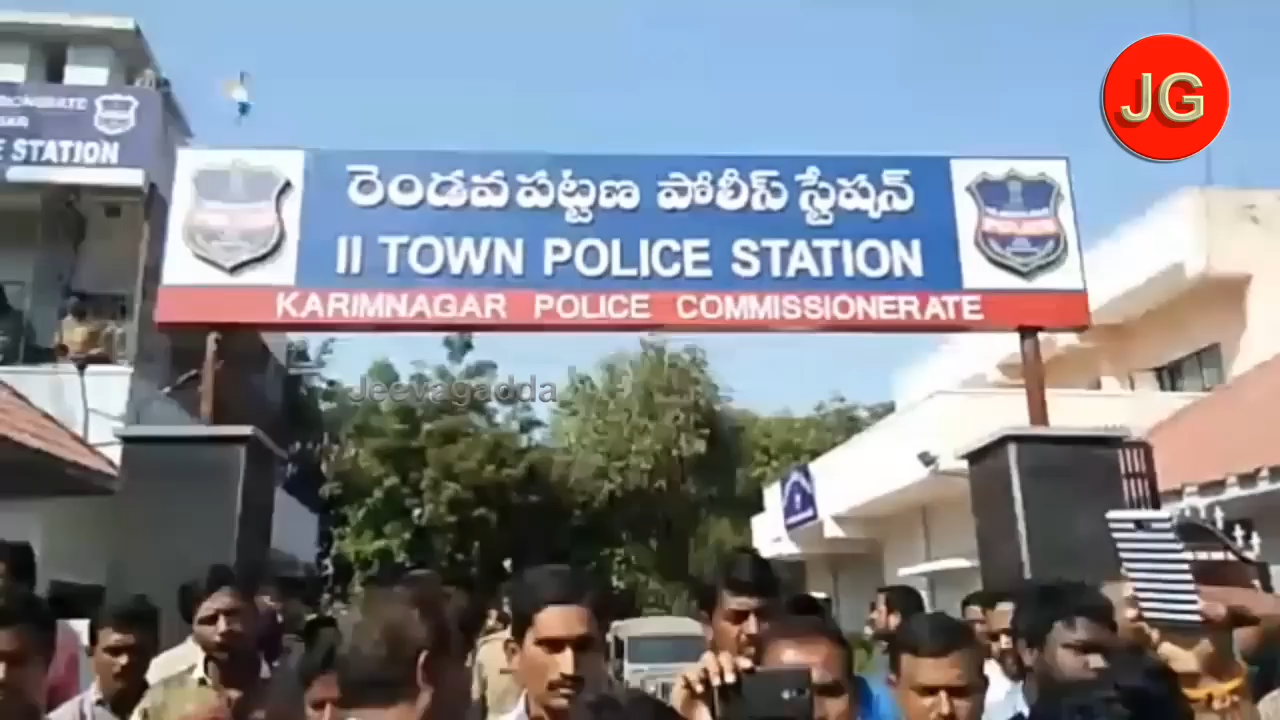 JG
రెండవ పట్టణ పోలీస్ స్టేషన్
II TOWN POLICE STATION
KARIMNAGAR POLICE COMMISSIONERATE
STATION
Jeevagadda